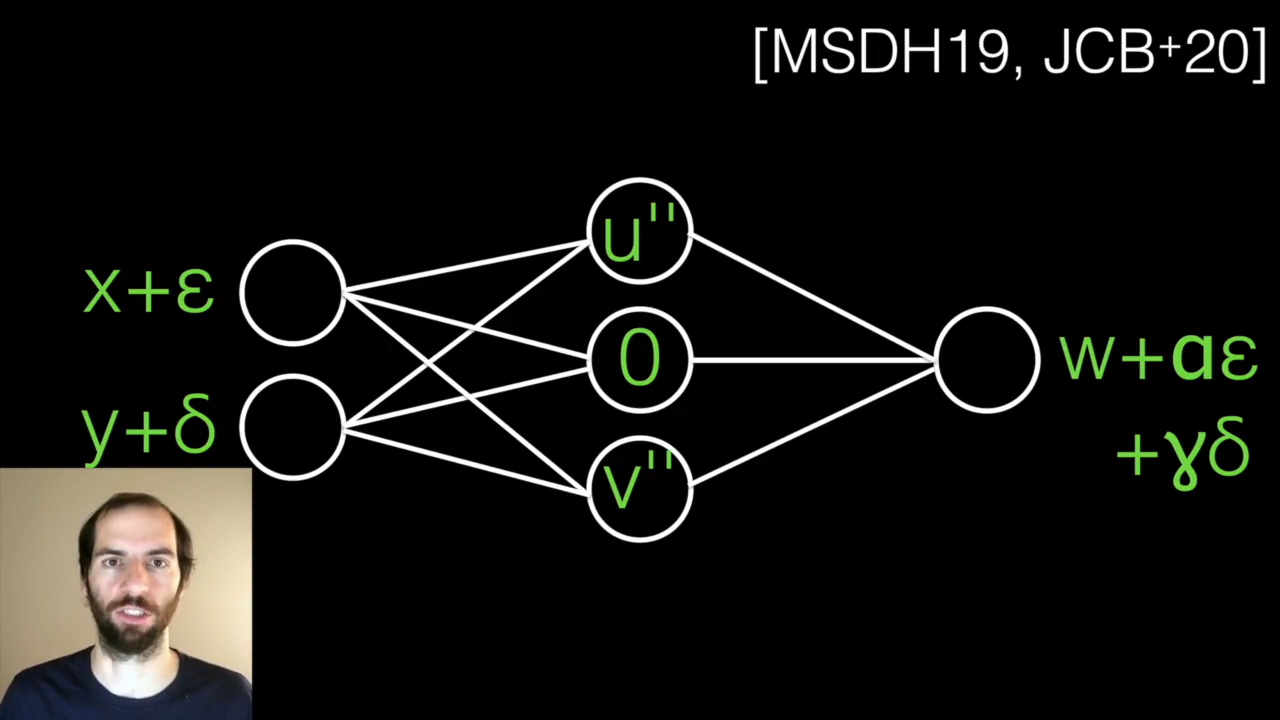 [MSDH19, JCB⁺20]
u''
x+ε
0
w+αε
y+δ
+γδ
v''